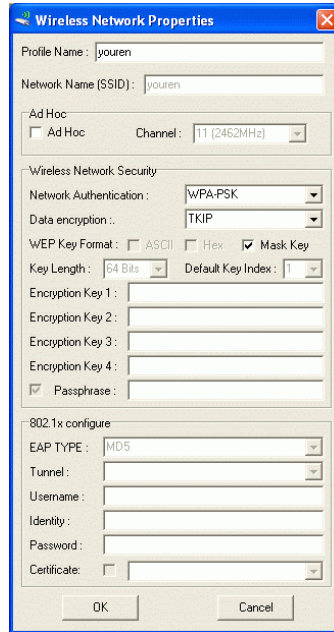 Wireless Network Properties
Profile Name : youren
Network Name (SSID) : youren
Ad Hoc
Ad Hoc Channel : 11 (2462MHz)
Wireless Network Security
Network Authentication : WPA-PSK
Data encryption :. TKIP
WEP Key Format : ASCII Hex Mask Key
Key Length : 64 Bits Default Key Index : 1
Encryption Key 1 :
Encryption Key 2 :
Encryption Key 3 :
Encryption Key 4 :
Passphrase :
802.1x configure
EAP TYPE : MD5
Tunnel :
Username :
Identity :
Password :
Certificate:
OK Cancel